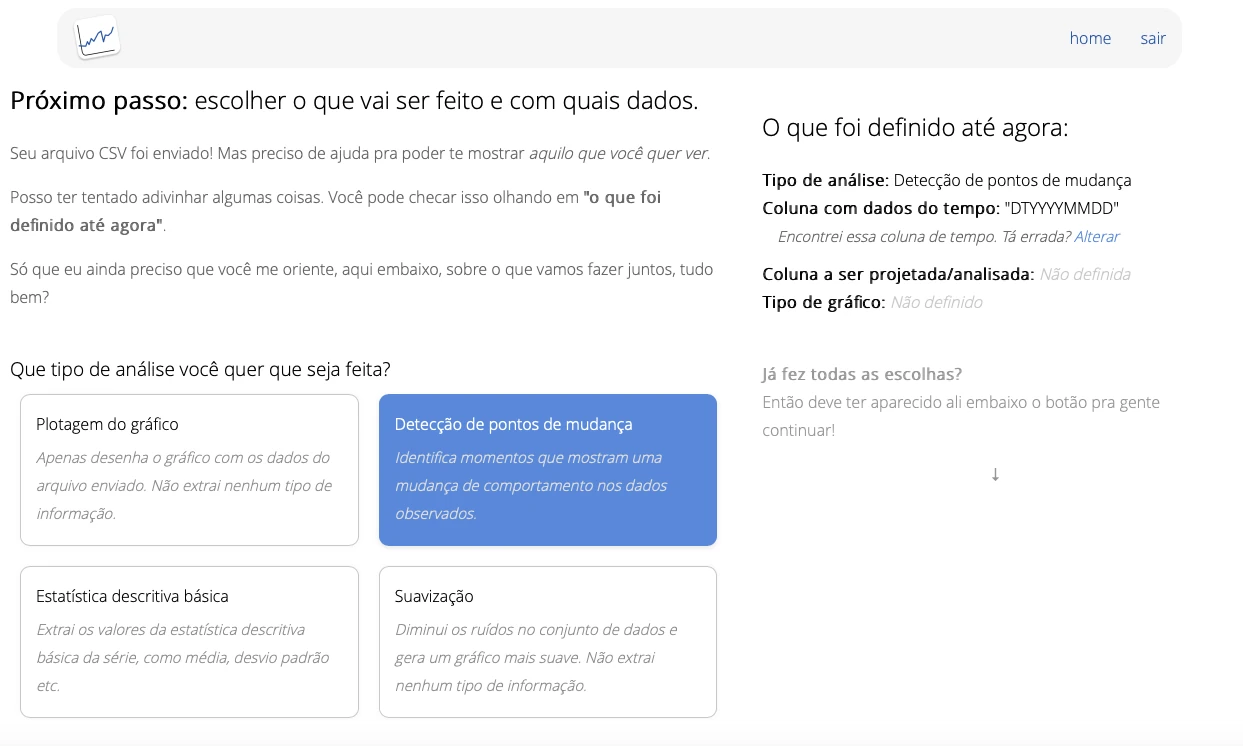 home sair
Próximo passo: escolher o que vai ser feito e com quais dados.
Seu arquivo CSV foi enviado! Mas preciso de ajuda pra poder te mostrar aquilo que você quer ver.
Posso ter tentado adivinhar algumas coisas. Você pode checar isso olhando em "o que foi
definido até agora".
Só que eu ainda preciso que você me oriente, aqui embaixo, sobre o que vamos fazer juntos, tudo
bem?
Que tipo de análise você quer que seja feita?
Plotagem do gráfico
Apenas desenha o gráfico com os dados do
arquivo enviado. Não extrai nenhum tipo de
informação.
Detecção de pontos de mudança
Identifica momentos que mostram uma
mudança de comportamento nos dados
observados.
Estatística descritiva básica
Extrai os valores da estatística descritiva
básica da série, como média, desvio padrão
etc.
Suavização
Diminui os ruídos no conjunto de dados e
gera um gráfico mais suave. Não extrai
nenhum tipo de informação.
O que foi definido até agora:
Tipo de análise: Detecção de pontos de mudança
Coluna com dados do tempo: "DTYYYYMMDD"
Encontrei essa coluna de tempo. Tá errada? Alterar
Coluna a ser projetada/analisada: Não definida
Tipo de gráfico: Não definido
Já fez todas as escolhas?
Então deve ter aparecido ali embaixo o botão pra gente
continuar!
↓